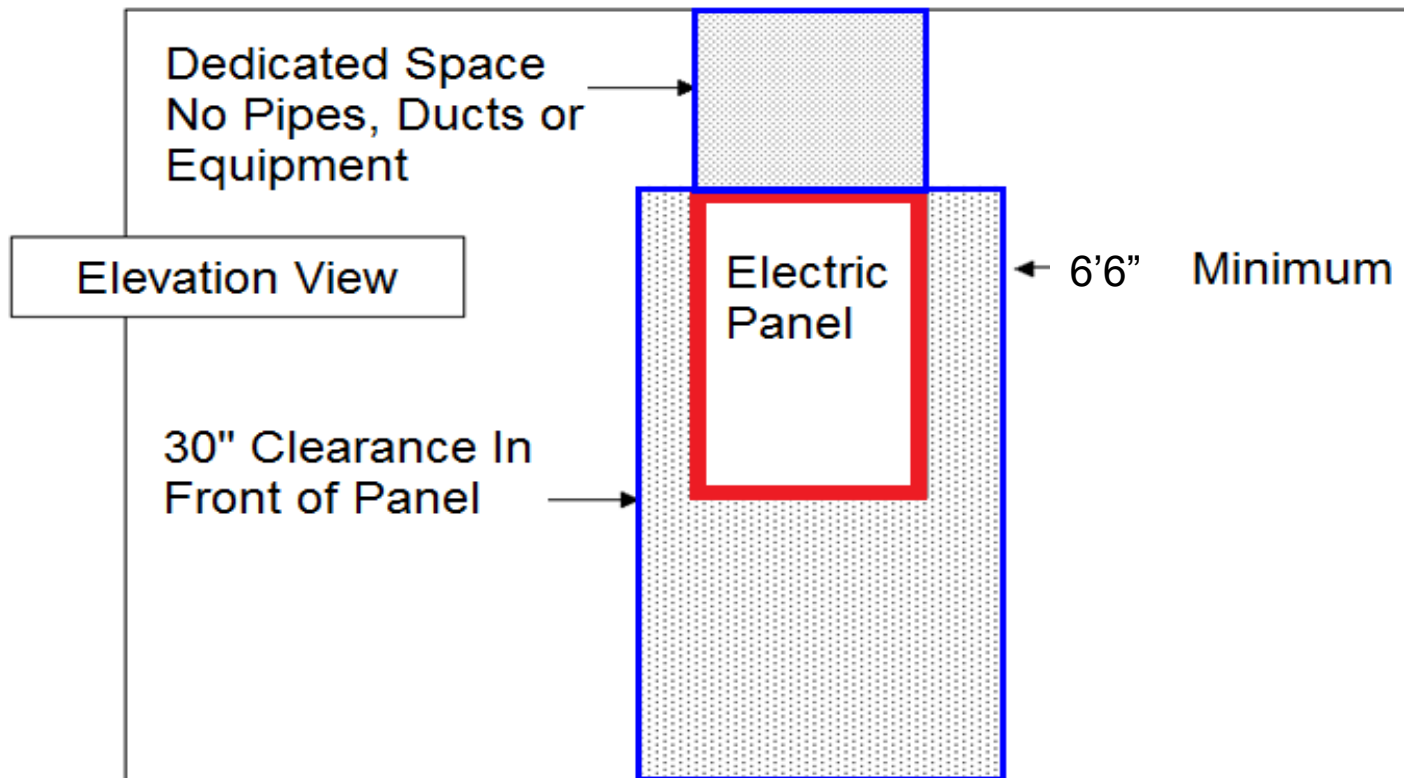 Dedicated Space
No Pipes, Ducts or
Equipment
Elevation View
Electric
Panel
6’6” Minimum
30" Clearance In
Front of Panel